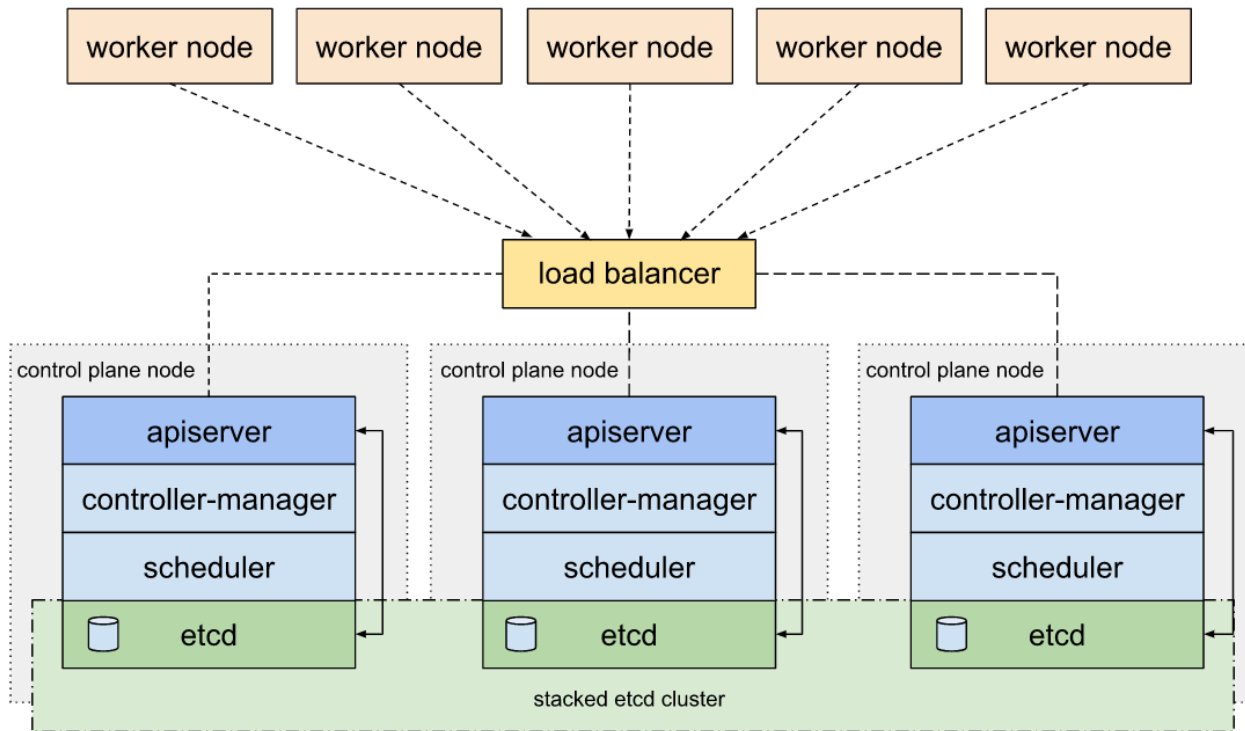 worker node
worker node
worker node
worker node
worker node
load balancer
control plane node
control plane node
control plane node
apiserver
apiserver
apiserver
controller-manager
controller-manager
controller-manager
scheduler
scheduler
scheduler
etcd
etcd
etcd
stacked etcd cluster